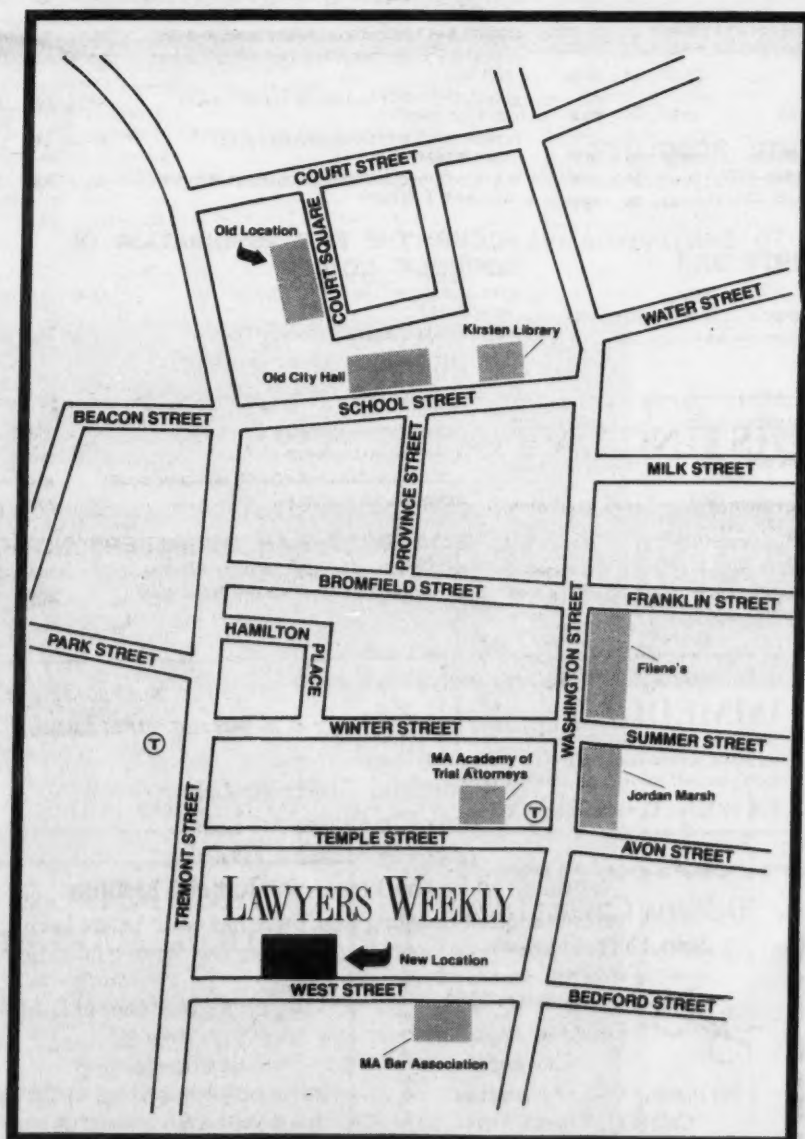 COURT STREET
Old Location
COURT SQUARE
WATER STREET
Kirsten Library
Old City Hall
SCHOOL STREET
BEACON STREET
MILK STREET
PROVINCE STREET
BROMFIELD STREET
FRANKLIN STREET
HAMILTON
PLACE
PARK STREET
WASHINGTON STREET
Filene's
WINTER STREET
SUMMER STREET
T
MA Academy of
Trial Attorneys
Jordan Marsh
T
TREMONT STREET
TEMPLE STREET
AVON STREET
LAWYERS WEEKLY
New Location
WEST STREET
BEDFORD STREET
MA Bar Association